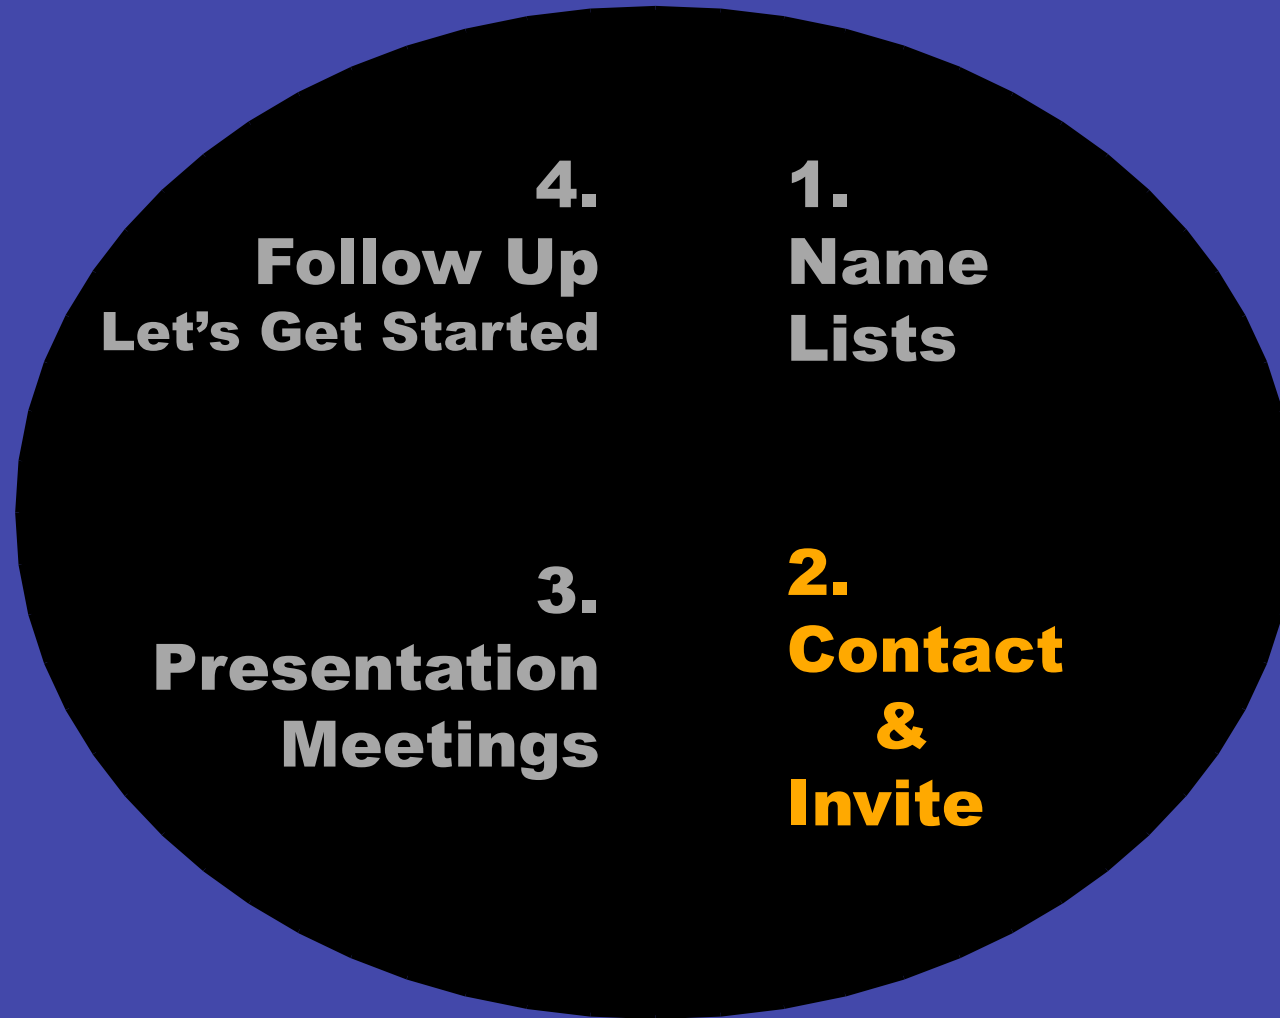 4.
Follow Up
Let’s Get Started
1.
Name
Lists
3.
Presentation
Meetings
2.
Contact
&
Invite